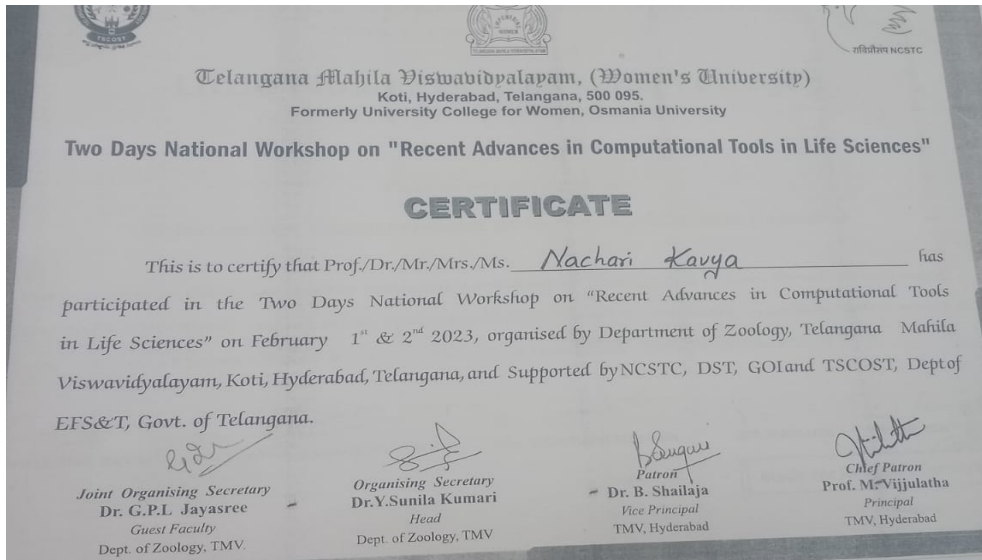 TSCOST
TELANGANA MAHILA VISWAVIDYALAYAM
NCSTC
Telangana Mahila Viswavidyalayam, (Women's University)
Koti, Hyderabad, Telangana, 500 095.
Formerly University College for Women, Osmania University
Two Days National Workshop on "Recent Advances in Computational Tools in Life Sciences"
CERTIFICATE
This is to certify that Prof./Dr./Mr./Mrs./Ms. Nachari Kavya has
participated in the Two Days National Workshop on "Recent Advances in Computational Tools
in Life Sciences" on February 1st & 2nd 2023, organised by Department of Zoology, Telangana Mahila
Viswavidyalayam, Koti, Hyderabad, Telangana, and Supported by NCSTC, DST, GOI and TSCOST, Dept of
EFS&T, Govt. of Telangana.
Joint Organising Secretary
Dr. G.P.L Jayasree
Guest Faculty
Dept. of Zoology, TMV.
Organising Secretary
Dr.Y.Sunila Kumari
Head
Dept. of Zoology, TMV
Patron
Dr. B. Shailaja
Vice Principal
TMV, Hyderabad
Chief Patron
Prof. M. Vijjulatha
Principal
TMV, Hyderabad